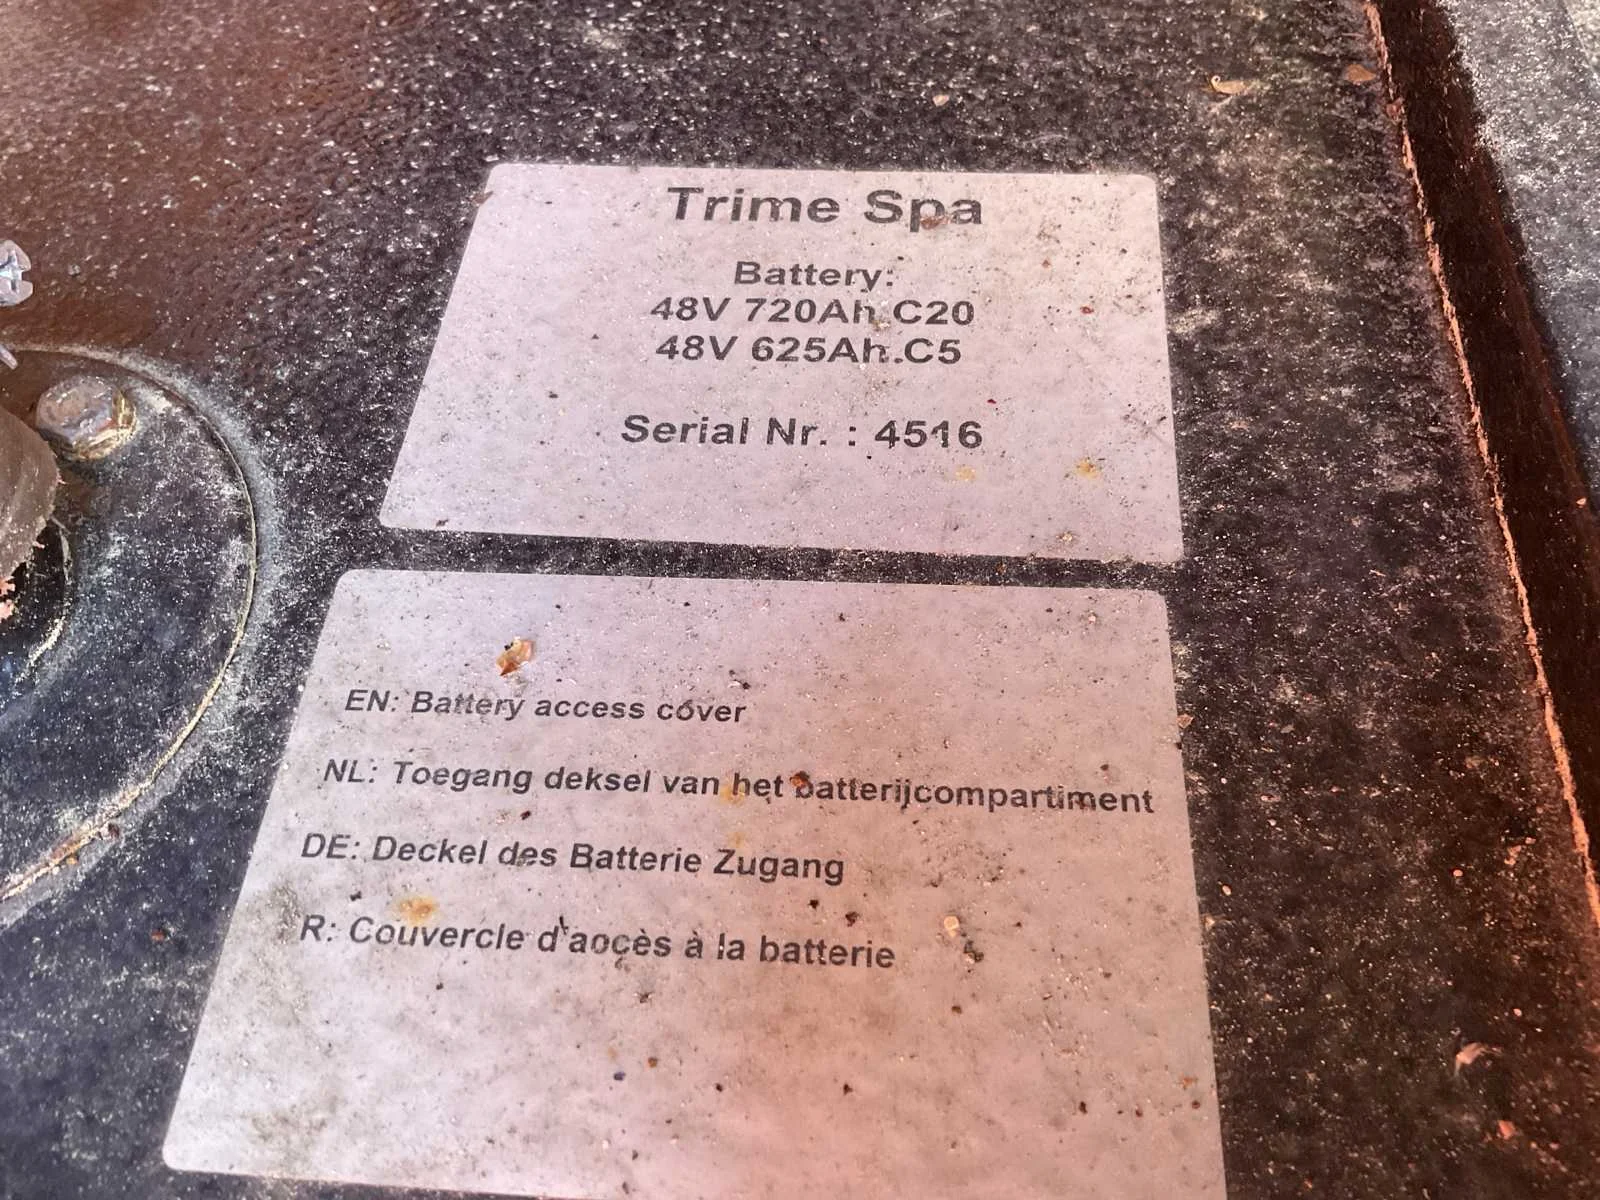 Trime Spa
Battery:
48V 720Ah.C20
48V 625Ah.C5
Serial Nr. : 4516
EN: Battery access cover
NL: Toegang deksel van het batterijcompartiment
DE: Deckel des Batterie Zugang
R: Couvercle d'accès à la batterie